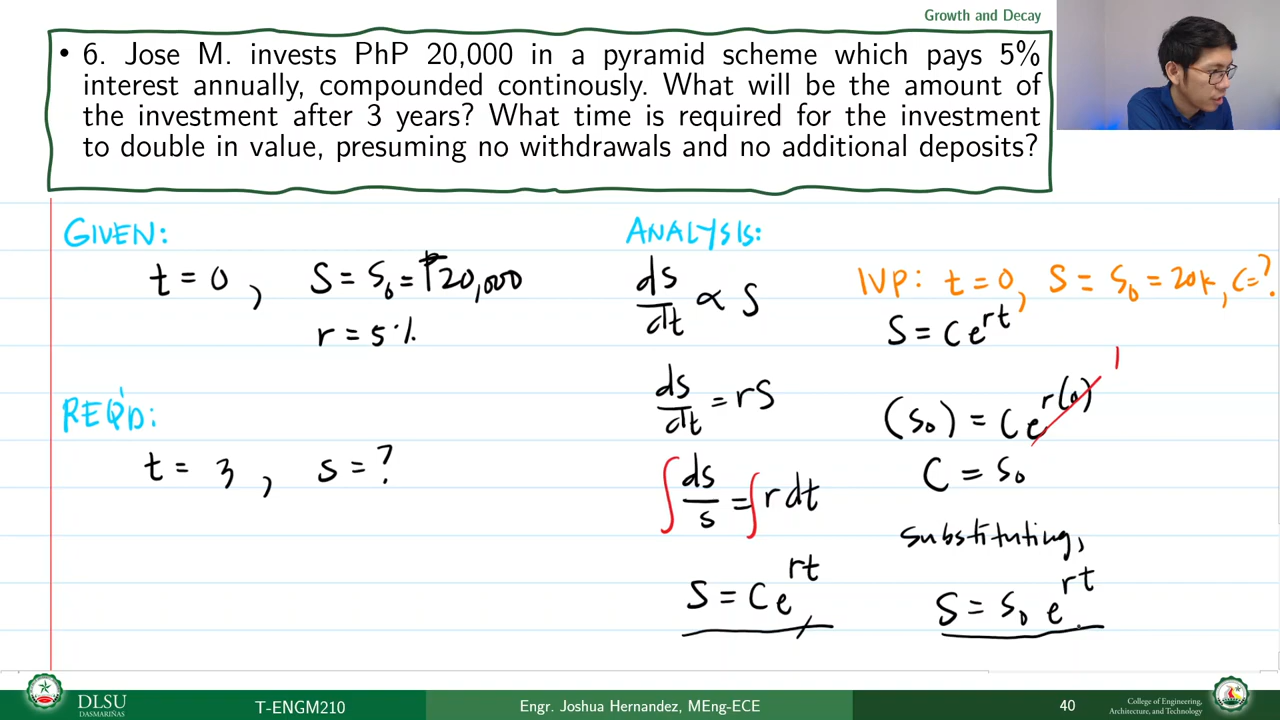 Growth and Decay
• 6. Jose M. invests PhP 20,000 in a pyramid scheme which pays 5%
interest annually, compounded continously. What will be the amount of
the investment after 3 years? What time is required for the investment
to double in value, presuming no withdrawals and no additional deposits?
GIVEN:
t = 0, S = S₀ = ₱20,000
r = 5%
REQ'D:
t = 3, s = ?
ANALYSIS:
ds/dt ∝ S
ds/dt = rS
∫ ds/s = ∫ r dt
S = Ce^rt
IVP: t = 0, S = S₀ = 20k, C=?
S = Ce^rt
(S₀) = Ce^r(0) 1
C = S₀
substituting,
S = S₀ e^rt
DLSU
DASMARIÑAS
T-ENGM210
Engr. Joshua Hernandez, MEng-ECE
40
College of Engineering,
Architecture, and Technology